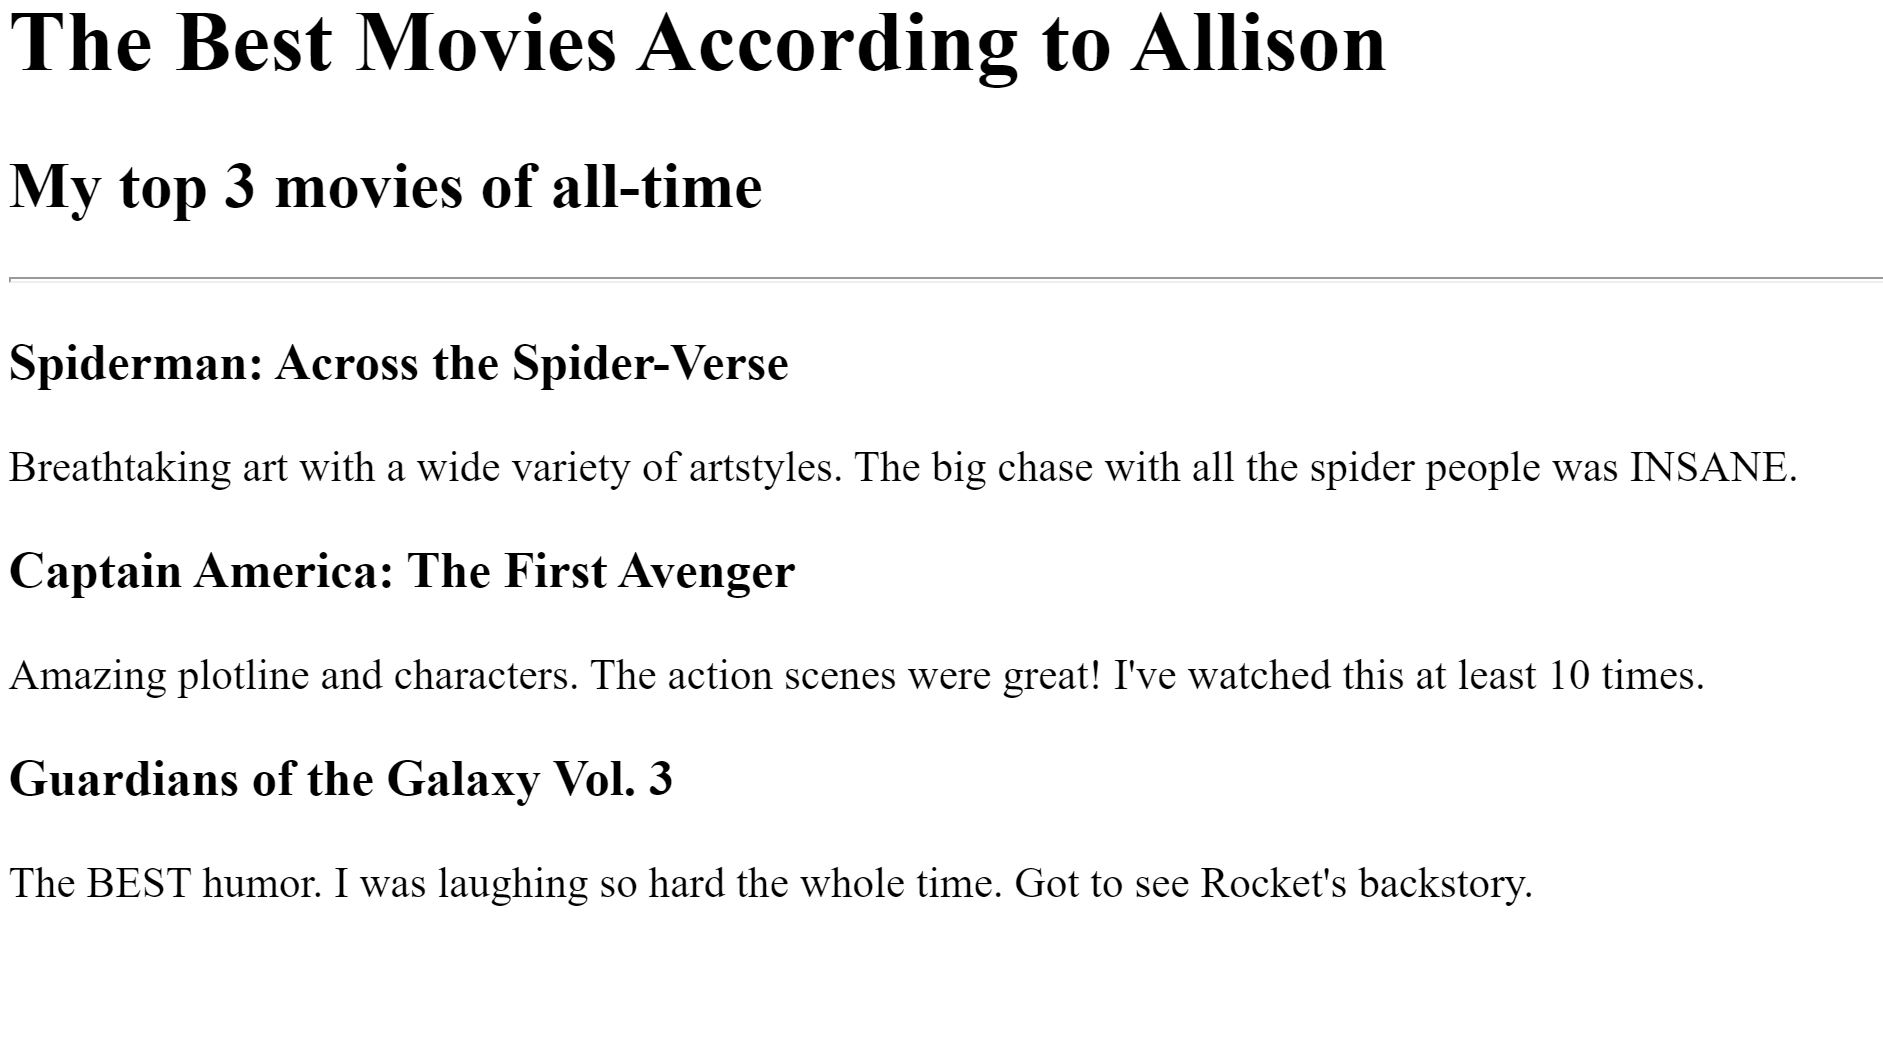 The Best Movies According to Allison
My top 3 movies of all-time
Spiderman: Across the Spider-Verse
Breathtaking art with a wide variety of artstyles. The big chase with all the spider people was INSANE.
Captain America: The First Avenger
Amazing plotline and characters. The action scenes were great! I've watched this at least 10 times.
Guardians of the Galaxy Vol. 3
The BEST humor. I was laughing so hard the whole time. Got to see Rocket's backstory.